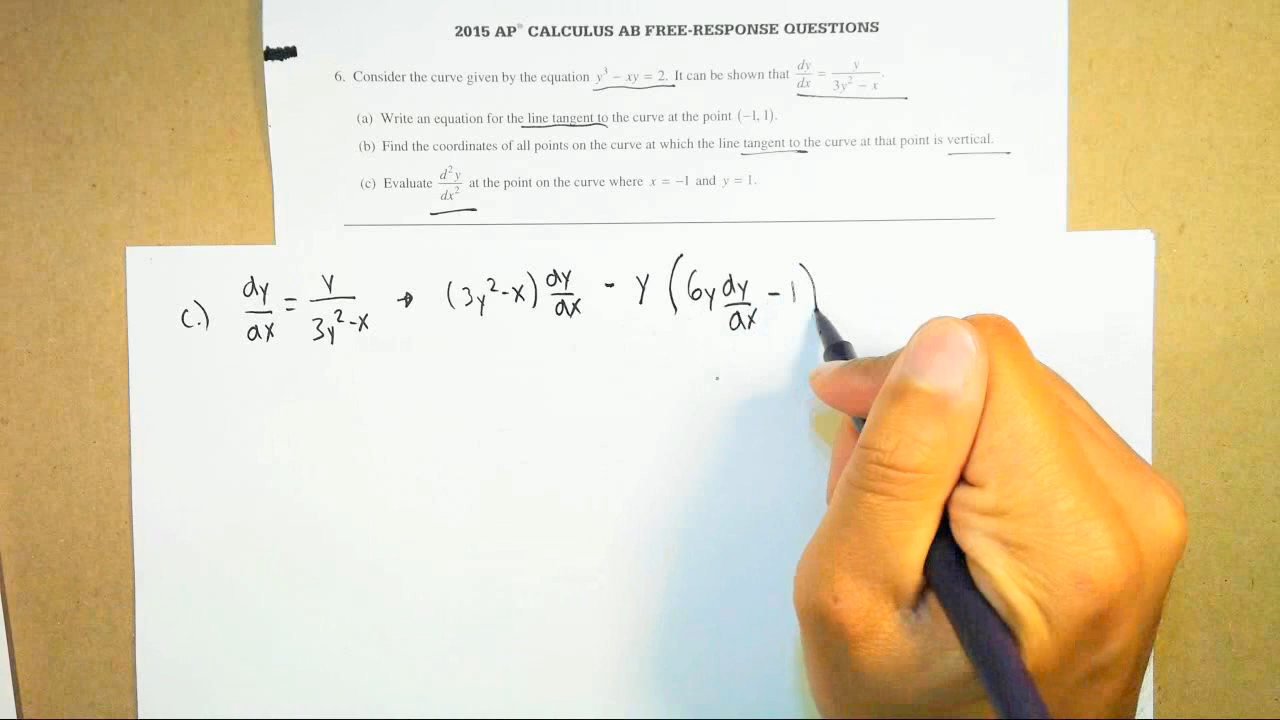 2015 AP® CALCULUS AB FREE-RESPONSE QUESTIONS
6. Consider the curve given by the equation y³ − xy = 2. It can be shown that dy/dx = y/(3y² − x).
(a) Write an equation for the line tangent to the curve at the point (−1, 1).
(b) Find the coordinates of all points on the curve at which the line tangent to the curve at that point is vertical.
(c) Evaluate d²y/dx² at the point on the curve where x = −1 and y = 1.
c.) dy/dx = y/(3y²-x) → (3y²-x) dy/dx - y (6y dy/dx - 1)